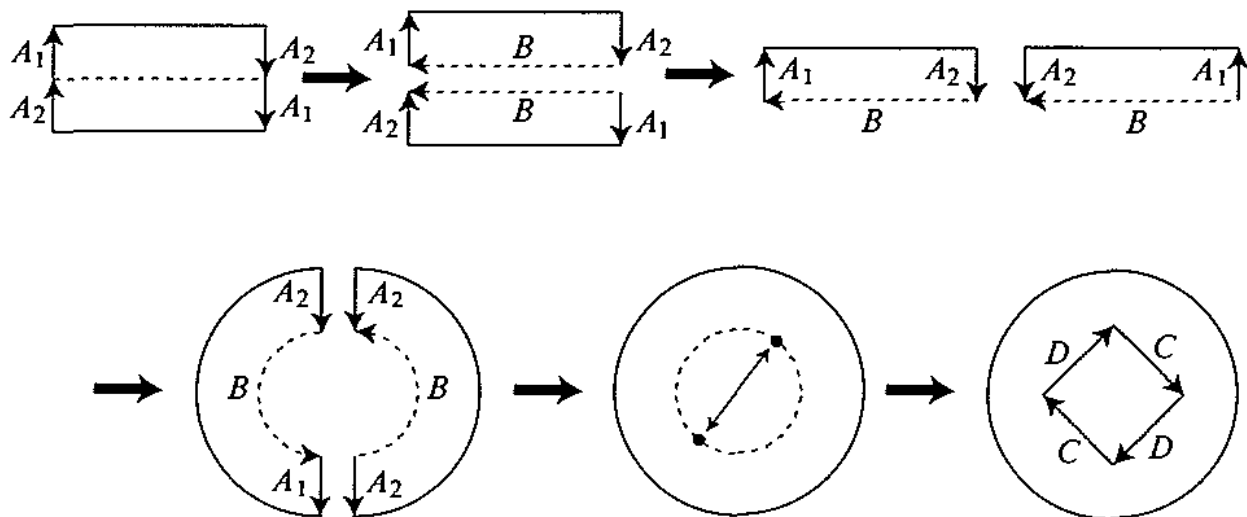 A₁ A₂
A₂ A₁
A₁ B A₂
A₂ B A₁
A₁ A₂
B
A₂ A₁
B
A₂ A₂
B B
A₁ A₂
D C
C D